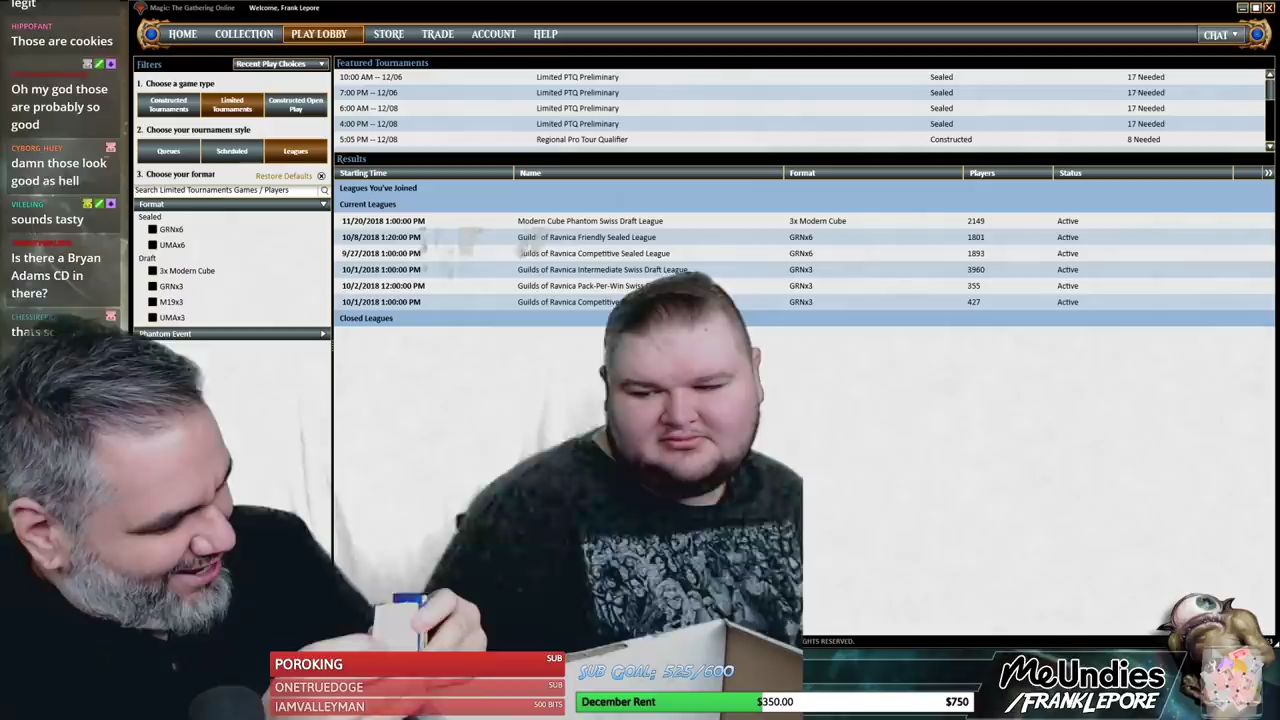 legit
HIPPOFANT
Those are cookies
Oh my god those
are probably so
good
CYBORG HUEY
damn those look
good as hell
VILELING
sounds tasty
Is there a Bryan
Adams CD in
there?
thats so
Magic: The Gathering Online Welcome, Frank Lepore
HOME COLLECTION PLAY LOBBY STORE TRADE ACCOUNT HELP CHAT
Filters Recent Play Choices
1. Choose a game type
Constructed Tournaments Limited Tournaments Constructed Open Play
2. Choose your tournament style
Queues Scheduled Leagues
3. Choose your format Restore Defaults
Search Limited Tournaments Games / Players
Format
Sealed
GRNx6
UMAx6
Draft
3x Modern Cube
GRNx3
M19x3
UMAx3
Phantom Event
Featured Tournaments
10:00 AM -- 12/06 Limited PTQ Preliminary Sealed 17 Needed
7:00 PM -- 12/06 Limited PTQ Preliminary Sealed 17 Needed
6:00 AM -- 12/08 Limited PTQ Preliminary Sealed 17 Needed
4:00 PM -- 12/08 Limited PTQ Preliminary Sealed 17 Needed
5:05 PM -- 12/08 Regional Pro Tour Qualifier Constructed 8 Needed
Results
Starting Time Name Format Players Status
Leagues You've Joined
Current Leagues
11/20/2018 1:00:00 PM Modern Cube Phantom Swiss Draft League 3x Modern Cube 2149 Active
10/8/2018 1:20:00 PM Guilds of Ravnica Friendly Sealed League GRNx6 1801 Active
9/27/2018 1:00:00 PM Guilds of Ravnica Competitive Sealed League GRNx6 1893 Active
10/1/2018 1:00:00 PM Guilds of Ravnica Intermediate Swiss Draft League GRNx3 3960 Active
10/2/2018 12:00:00 PM Guilds of Ravnica Pack-Per-Win Swiss GRNx3 355 Active
10/1/2018 1:00:00 PM Guilds of Ravnica Competitive GRNx3 427 Active
Closed Leagues
GHTS RESERVED.
POROKING SUB
ONETRUEDOGE SUB
IAMVALLEYMAN 500 BITS
SUB GOAL: 525/600
December Rent $350.00 $750
MeUndies
/FRANKLEPORE